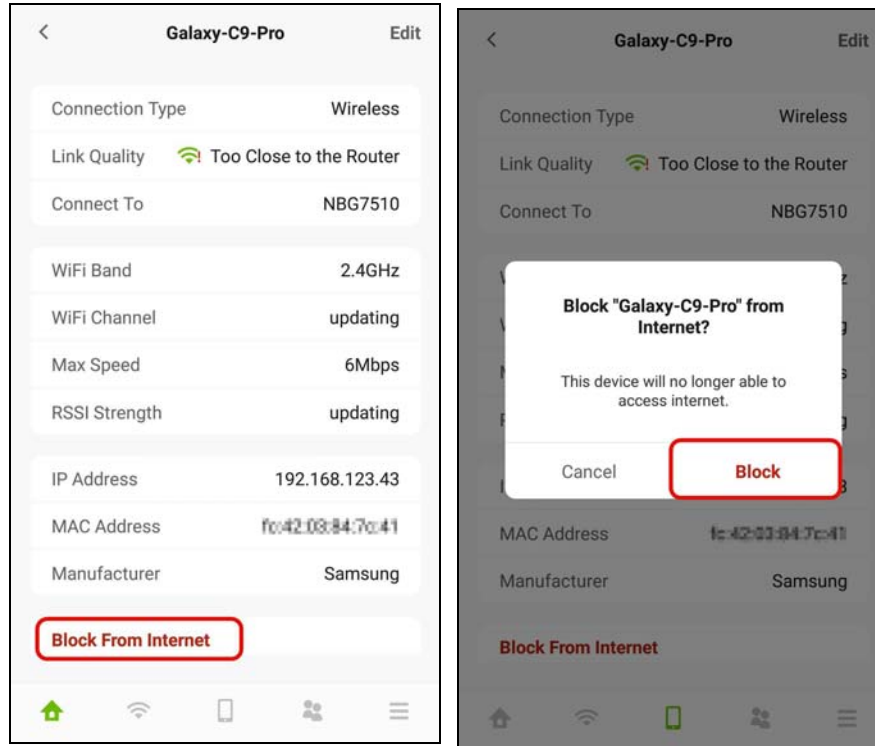 Galaxy-C9-Pro Edit
Connection Type Wireless
Link Quality Too Close to the Router
Connect To NBG7510
WiFi Band 2.4GHz
WiFi Channel updating
Max Speed 6Mbps
RSSI Strength updating
IP Address 192.168.123.43
MAC Address
Manufacturer Samsung
Block From Internet
Galaxy-C9-Pro Edit
Connection Type Wireless
Link Quality Too Close to the Router
Connect To NBG7510
Block "Galaxy-C9-Pro" from
Internet?
This device will no longer able to
access internet.
Cancel Block
MAC Address
Manufacturer Samsung
Block From Internet